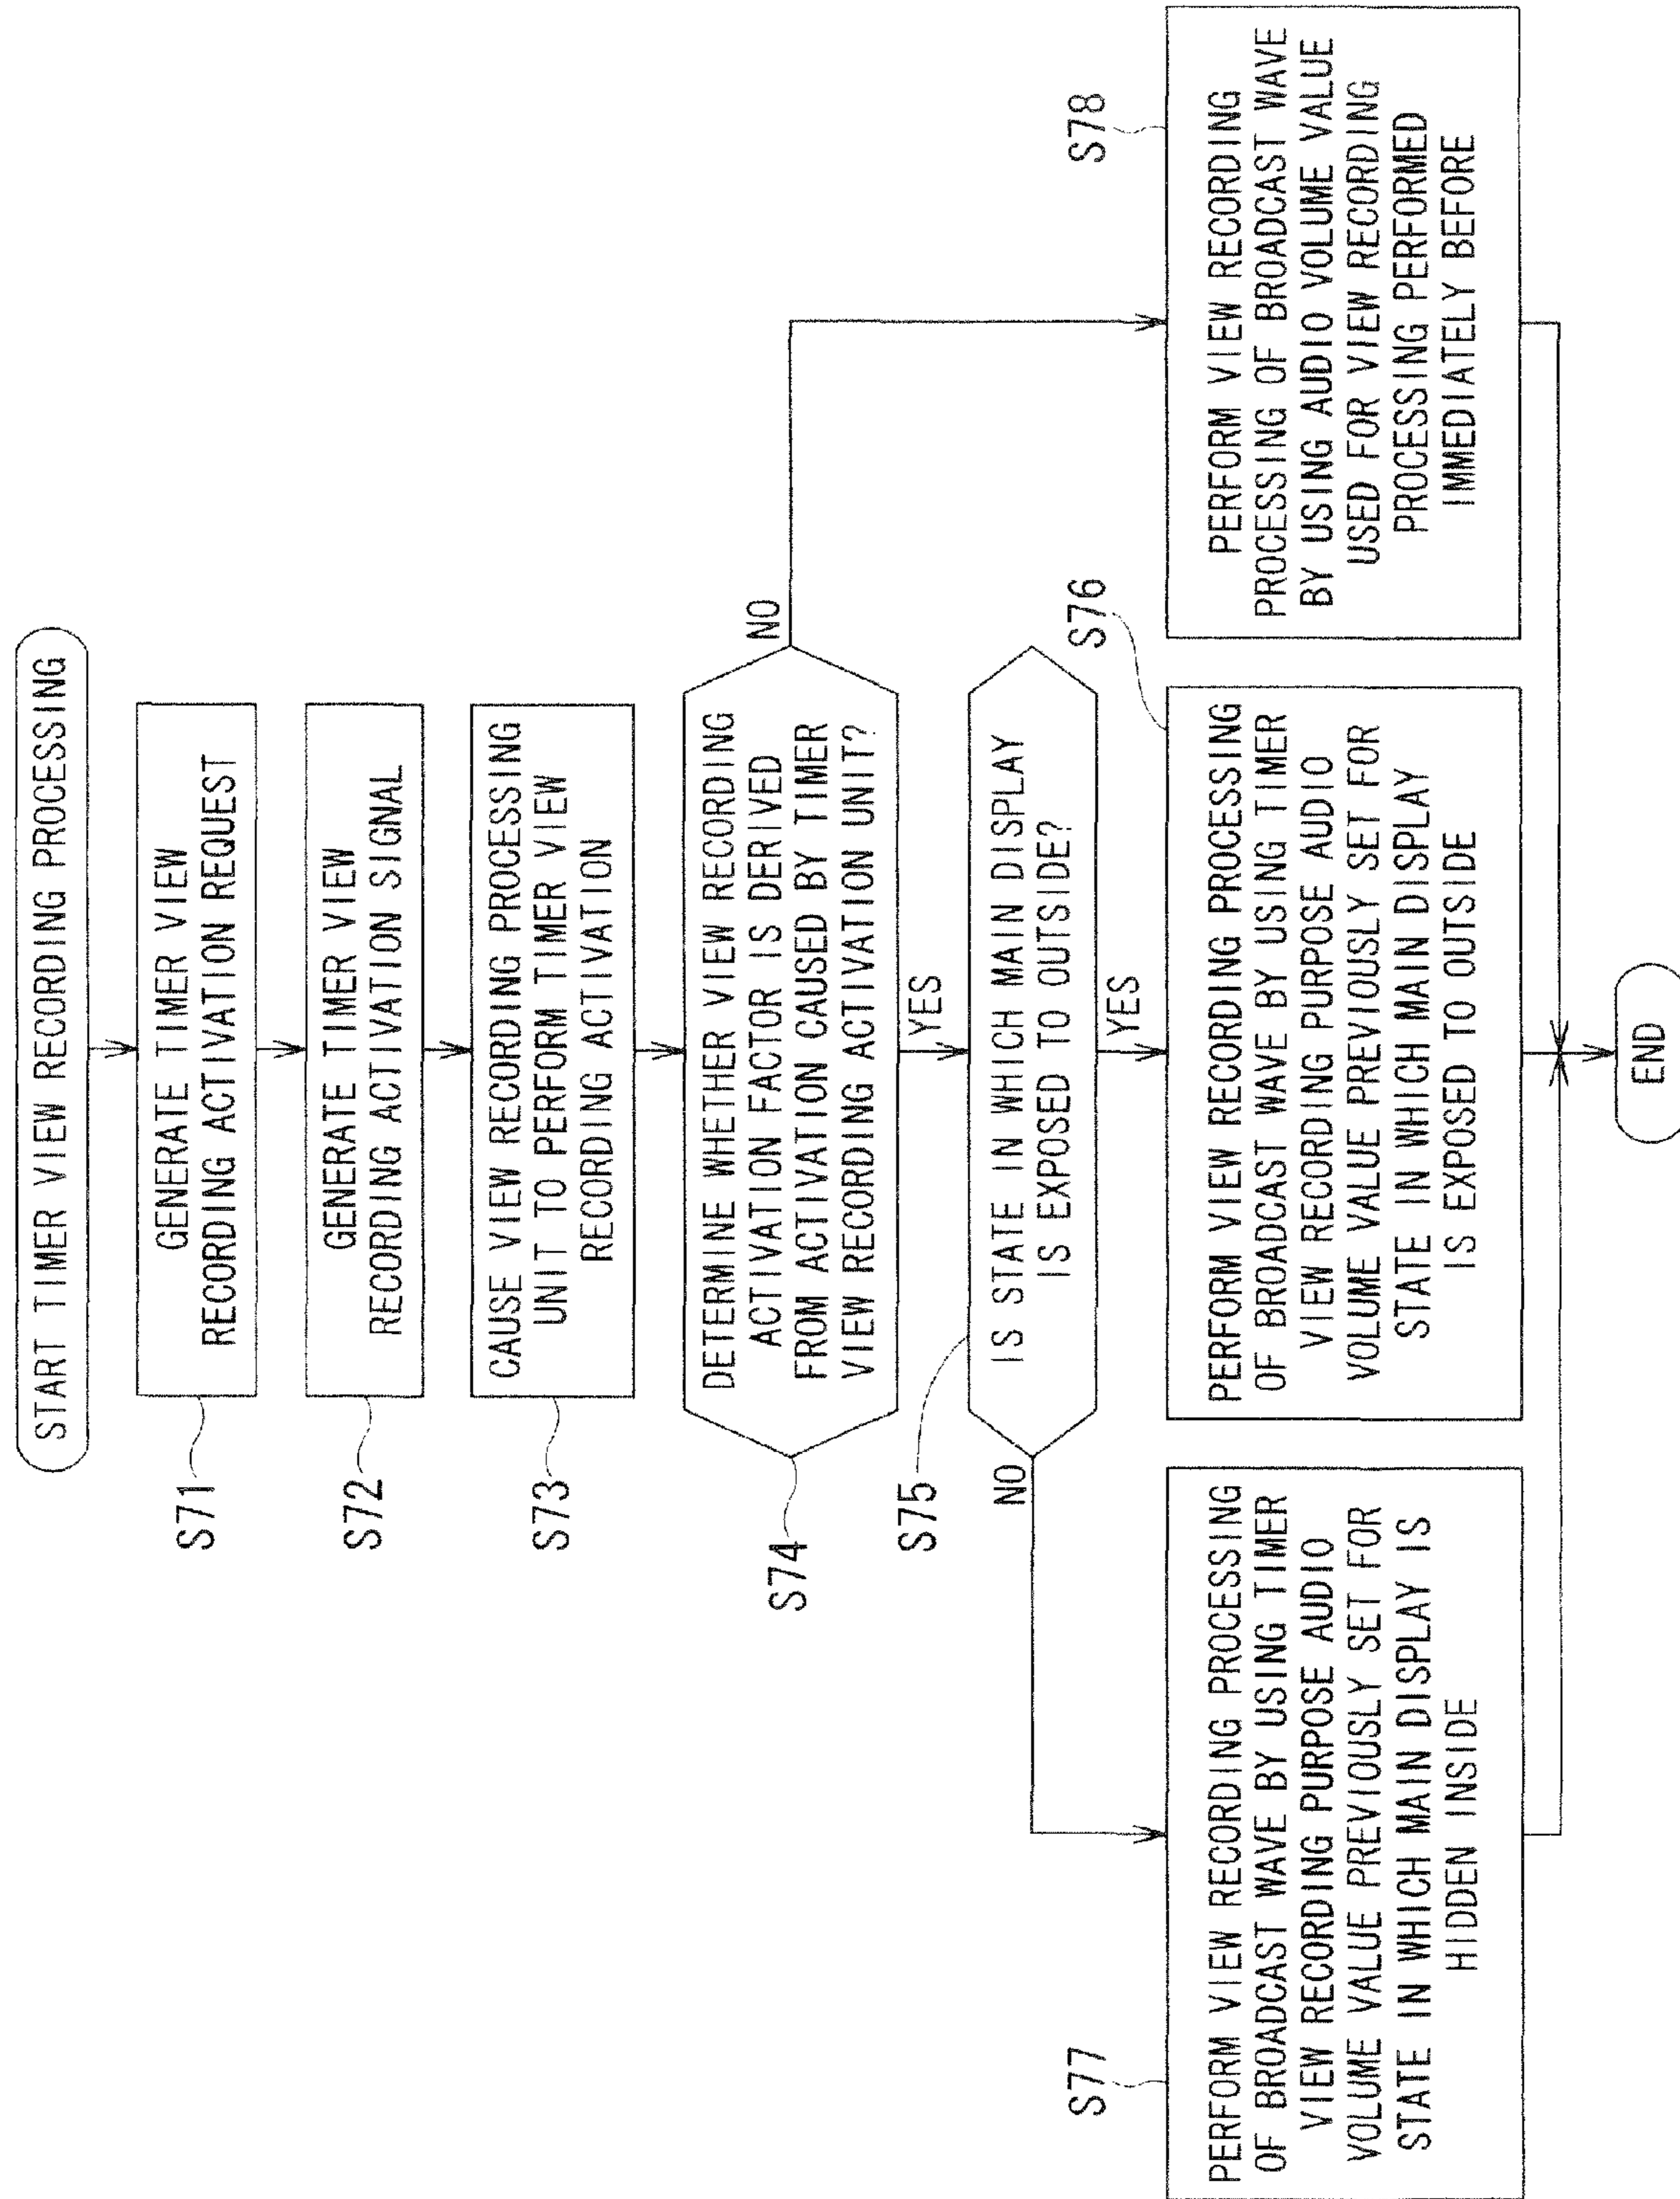 START TIMER VIEW RECORDING PROCESSING
S71
GENERATE TIMER VIEW
RECORDING ACTIVATION REQUEST
S72
GENERATE TIMER VIEW
RECORDING ACTIVATION SIGNAL
S73
CAUSE VIEW RECORDING PROCESSING
UNIT TO PERFORM TIMER VIEW
RECORDING ACTIVATION
S74
DETERMINE WHETHER VIEW RECORDING
ACTIVATION FACTOR IS DERIVED
FROM ACTIVATION CAUSED BY TIMER
VIEW RECORDING ACTIVATION UNIT?
NO
YES
S75
IS STATE IN WHICH MAIN DISPLAY
IS EXPOSED TO OUTSIDE?
NO
YES
S77
PERFORM VIEW RECORDING PROCESSING
OF BROADCAST WAVE BY USING TIMER
VIEW RECORDING PURPOSE AUDIO
VOLUME VALUE PREVIOUSLY SET FOR
STATE IN WHICH MAIN DISPLAY IS
HIDDEN INSIDE
S76
PERFORM VIEW RECORDING PROCESSING
OF BROADCAST WAVE BY USING TIMER
VIEW RECORDING PURPOSE AUDIO
VOLUME VALUE PREVIOUSLY SET FOR
STATE IN WHICH MAIN DISPLAY
IS EXPOSED TO OUTSIDE
S78
PERFORM VIEW RECORDING
PROCESSING OF BROADCAST WAVE
BY USING AUDIO VOLUME VALUE
USED FOR VIEW RECORDING
PROCESSING PERFORMED
IMMEDIATELY BEFORE
END